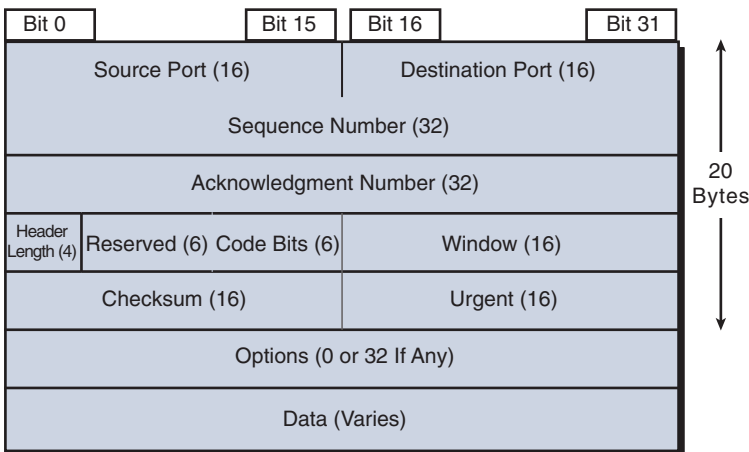 Bit 0 Bit 15 Bit 16 Bit 31
Source Port (16) Destination Port (16)
Sequence Number (32)
Acknowledgment Number (32)
20
Bytes
Header
Length (4) Reserved (6) Code Bits (6) Window (16)
Checksum (16) Urgent (16)
Options (0 or 32 If Any)
Data (Varies)